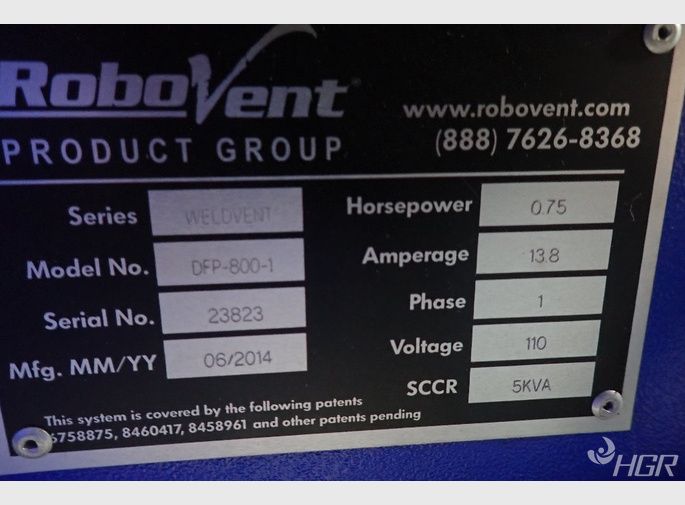 RoboVent®
PRODUCT GROUP
www.robovent.com
(888) 7626-8368
Series WELDVENT
Model No. DFP-800-1
Serial No. 23823
Mfg. MM/YY 06/2014
Horsepower 0.75
Amperage 13.8
Phase 1
Voltage 110
SCCR 5KVA
This system is covered by the following patents
6758875, 8460417, 8458961 and other patents pending
HGR